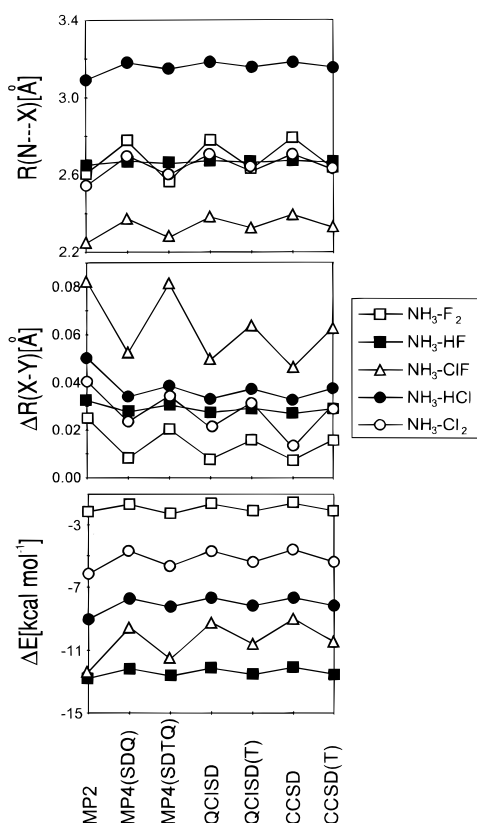 R(N---X)[Å]
3.4
3.0
2.6
2.2
ΔR(X-Y)[Å]
0.08
0.06
0.04
0.02
0.00
ΔE[kcal mol⁻¹]
-3
-7
-11
-15
MP2
MP4(SDQ)
MP4(SDTQ)
QCISD
QCISD(T)
CCSD
CCSD(T)
NH₃-F₂
NH₃-HF
NH₃-ClF
NH₃-HCl
NH₃-Cl₂